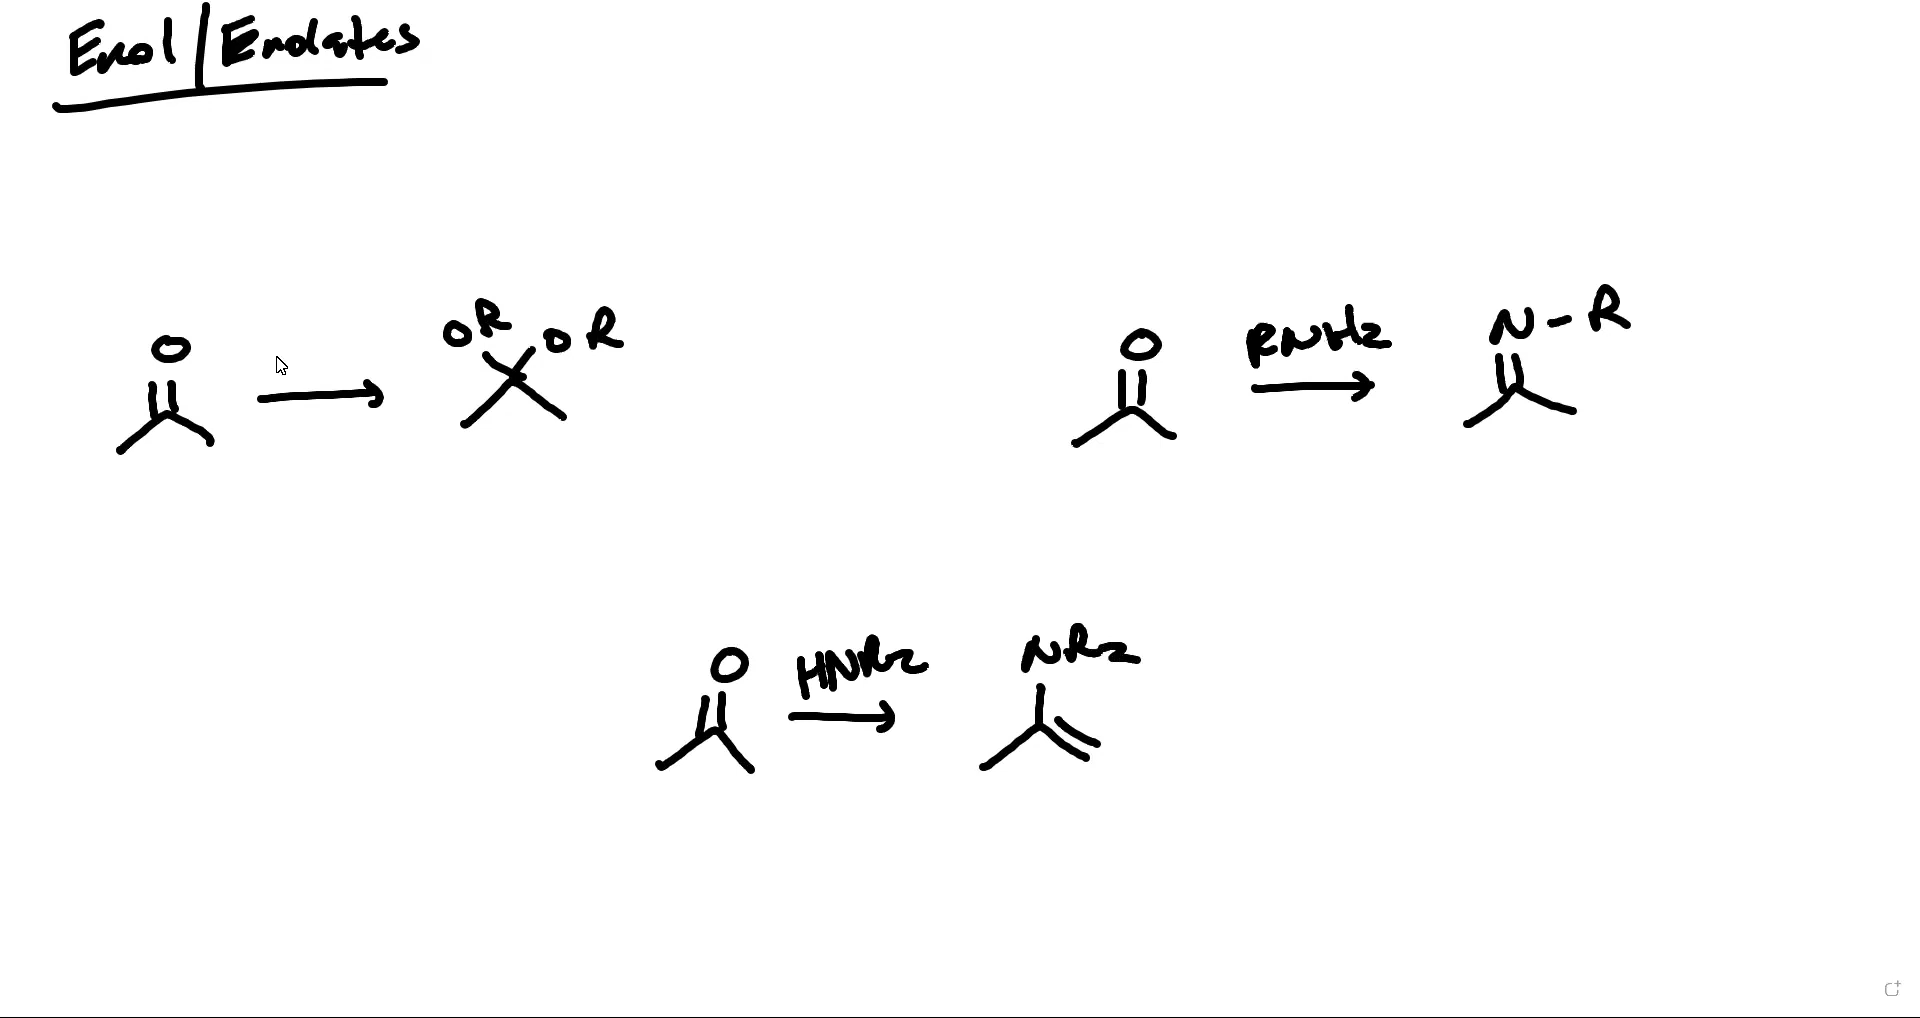 Enol | Enolates
O
OR OR
O RNH2 N-R
O HNR2 NR2